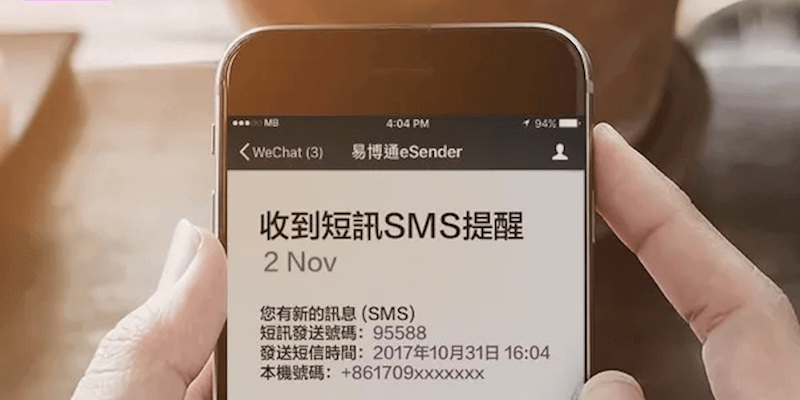 MB 4:04 PM 94%
WeChat (3) 易博通eSender
收到短訊SMS提醒
2 Nov
您有新的訊息 (SMS)
短訊發送號碼：95588
發送短信時間：2017年10月31日 16:04
本機號碼：+861709xxxxxxx